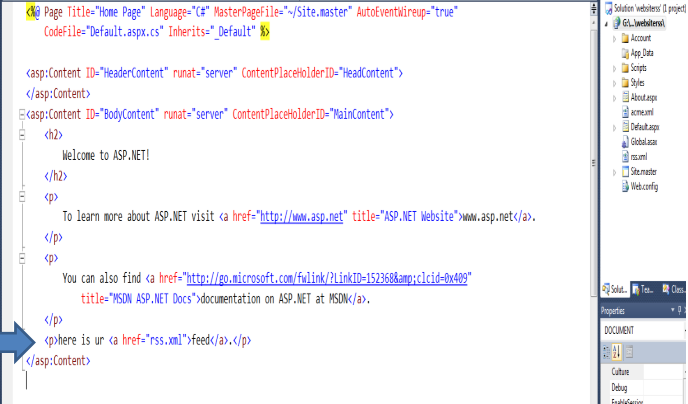 <%@ Page Title="Home Page" Language="C#" MasterPageFile="~/Site.master" AutoEventWireup="true"
CodeFile="Default.aspx.cs" Inherits="_Default" %>
<asp:Content ID="HeaderContent" runat="server" ContentPlaceHolderID="HeadContent">
</asp:Content>
<asp:Content ID="BodyContent" runat="server" ContentPlaceHolderID="MainContent">
<h2>
Welcome to ASP.NET!
</h2>
<p>
To learn more about ASP.NET visit <a href="http://www.asp.net" title="ASP.NET Website">www.asp.net</a>.
</p>
<p>
You can also find <a href="http://go.microsoft.com/fwlink/?LinkID=152368&amp;clcid=0x409"
title="MSDN ASP.NET Docs">documentation on ASP.NET at MSDN</a>.
</p>
<p>here is ur <a href="rss.xml">feed</a>.</p>
</asp:Content>
Solution 'websiterss' (1 project)
G:\...\websiterss\
Account
App_Data
Scripts
Styles
About.aspx
acme.xml
Default.aspx
Global.asax
rss.xml
Site.master
Web.config
Solut... Tea... Class...
Properties
DOCUMENT
Culture
Debug